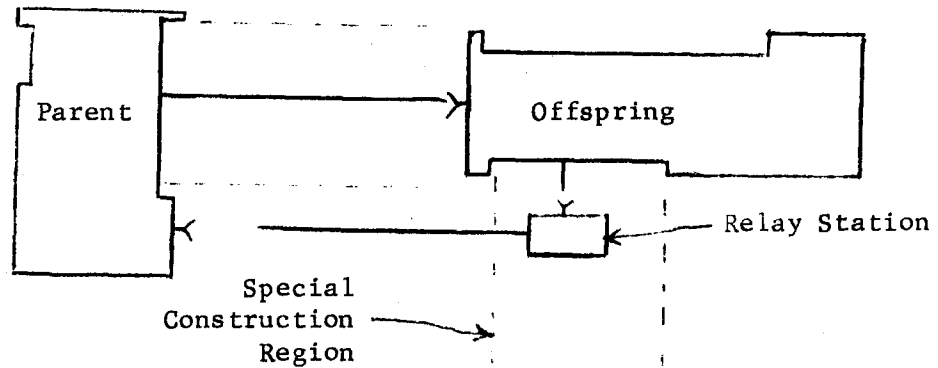 Parent
Offspring
Relay Station
Special
Construction
Region